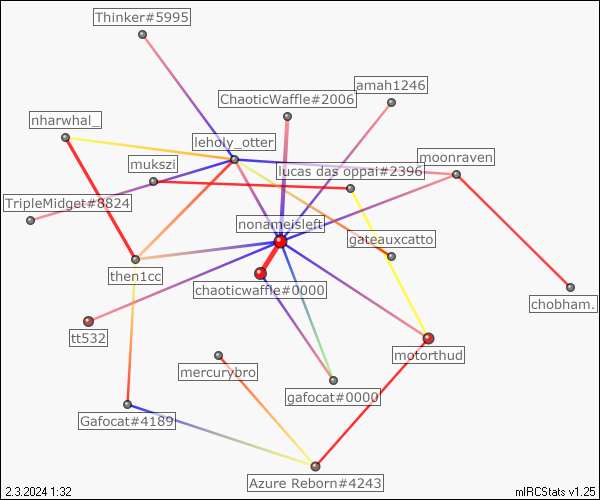 Thinker#5995
amah1246
ChaoticWaffle#2006
nharwhal_
leholy_otter
moonraven
mukszi
lucas das oppai#2396
TripleMidget#8824
nonameisleft
gateauxcatto
then1cc
chaoticwaffle#0000
chobham.
tt532
motorthud
mercurybro
gafocat#0000
Gafocat#4189
Azure Reborn#4243
2.3.2024 1:32
mIRCStats v1.25